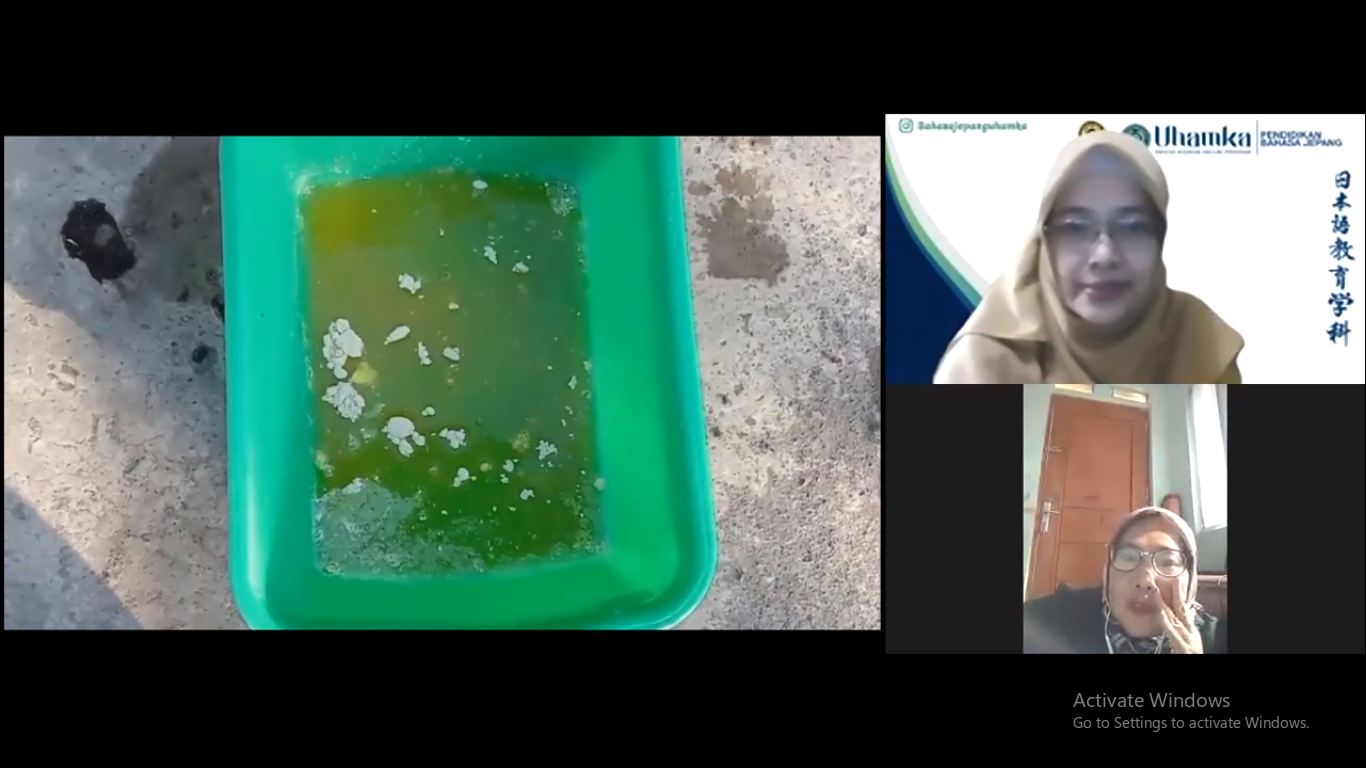 Bahasajepanguhamka
Uhamka
PENDIDIKAN
BAHASA JEPANG
日本語教育学科
Activate Windows
Go to Settings to activate Windows.